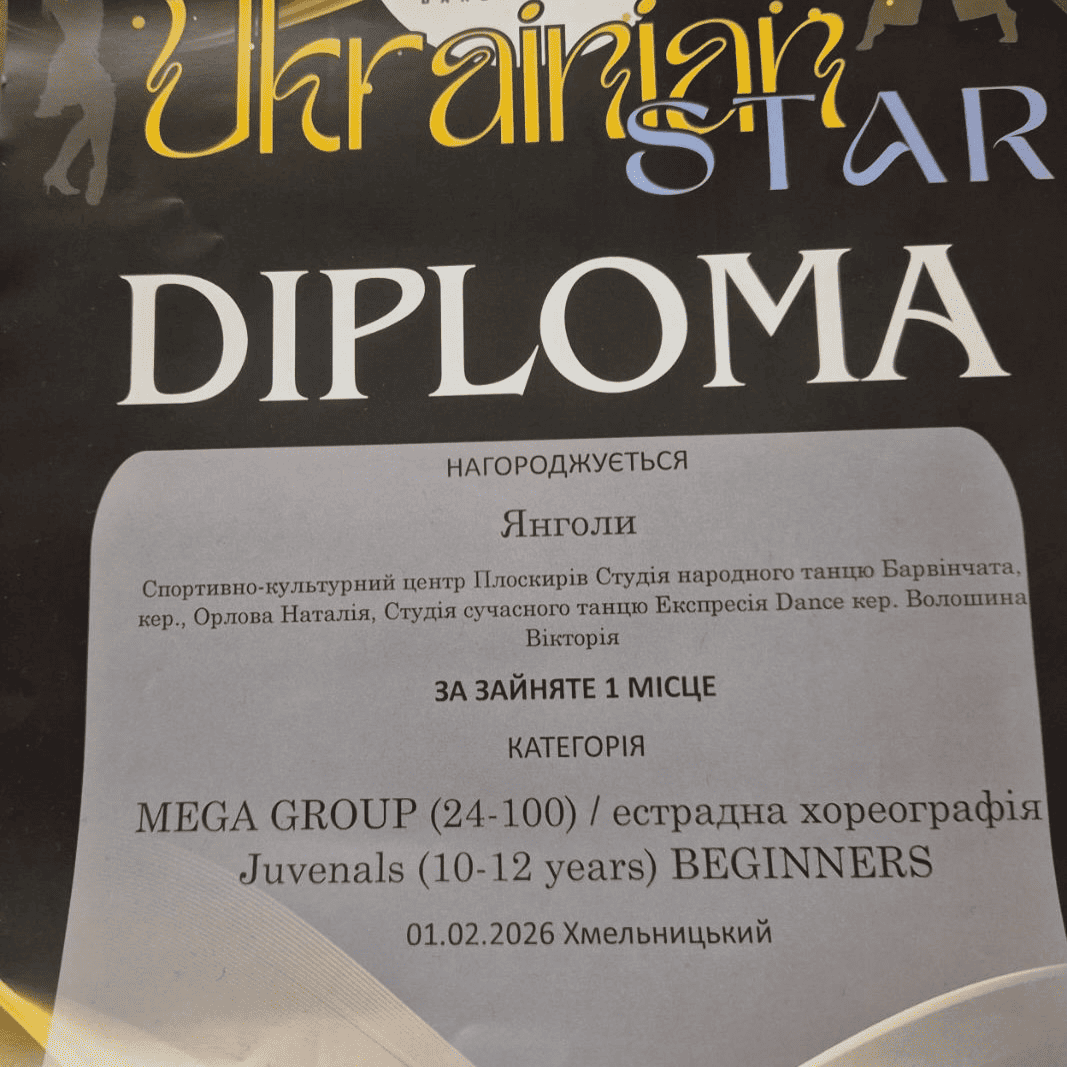 Ukrainian
STAR
DIPLOMA
НАГОРОДЖУЄТЬСЯ
Янголи
Спортивно-культурний центр Плоскирів Студія народного танцю Барвінчата,
кер., Орлова Наталія, Студія сучасного танцю Експресія Dance кер. Волошина
Вікторія
ЗА ЗАЙНЯТЕ 1 МІСЦЕ
КАТЕГОРІЯ
MEGA GROUP (24-100) / естрадна хореографія
Juvenals (10-12 years) BEGINNERS
01.02.2026 Хмельницький